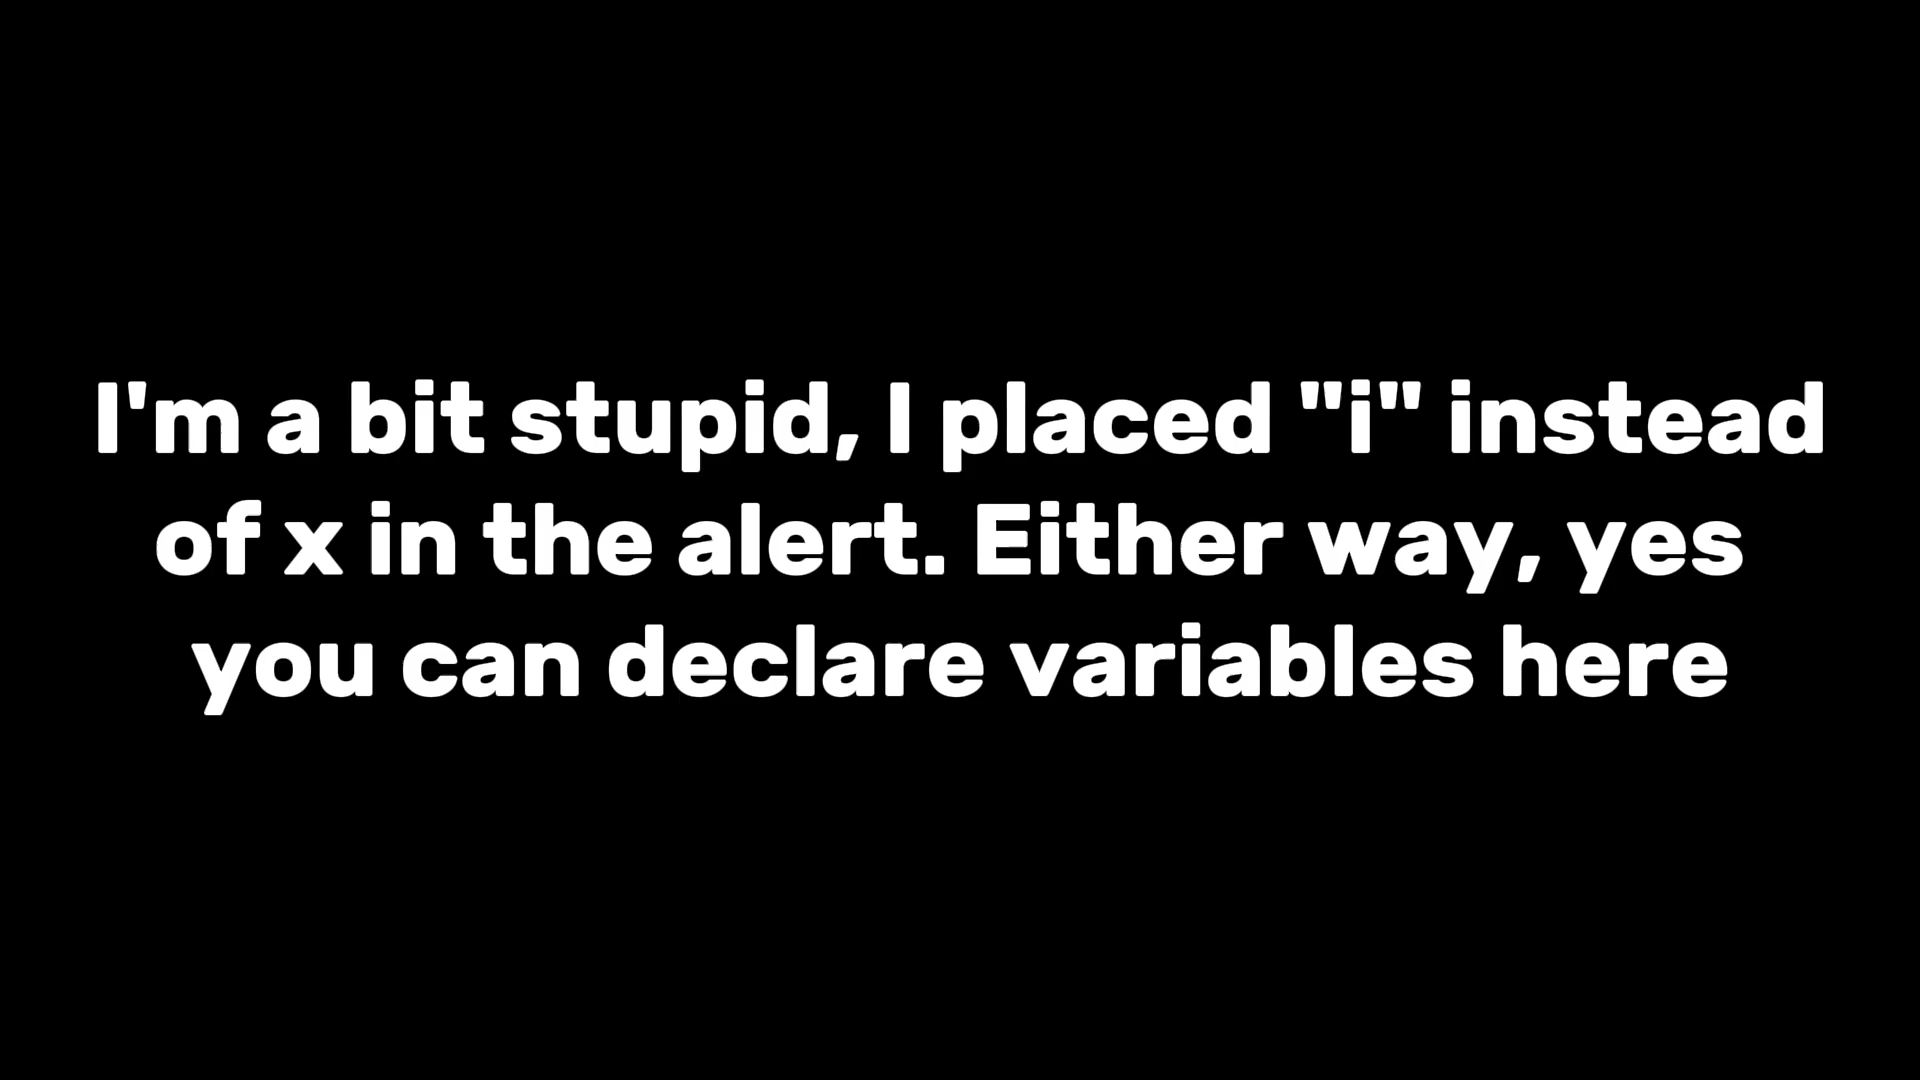 I'm a bit stupid, I placed "i" instead
of x in the alert. Either way, yes
you can declare variables here